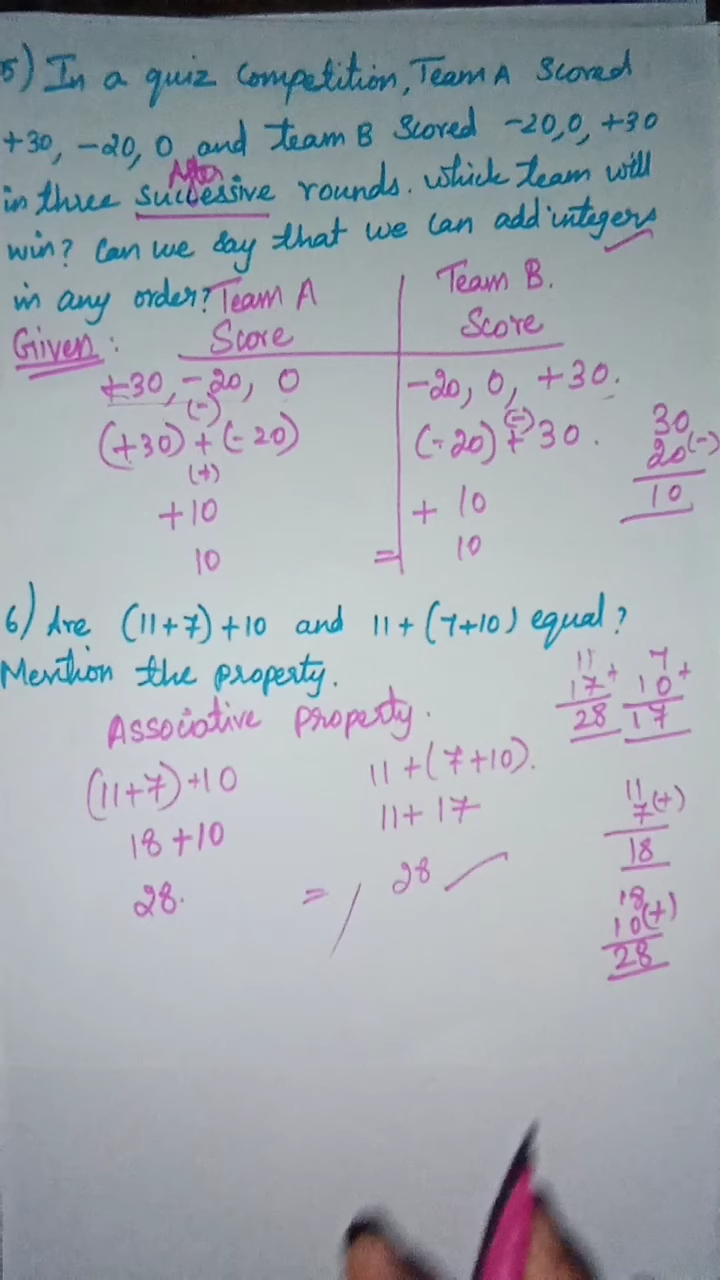 5) In a quiz competition, Team A scored
+30, -20, 0 and team B scored -20, 0, +30
After
in three successive rounds. which team will
win? Can we say that we can add integers
in any order?
Given:
Team A
Score
+30, -20, 0
(-)
(+30) + (-20)
(+)
+10
10
Team B.
Score
-20, 0, +30.
(-)
(-20) + 30.
+ 10
= 10
30
20(-)
10
6) Are (11+7)+10 and 11+(7+10) equal?
Mention the property.
Associative property.
(11+7)+10
18+10
28.
=
11+(7+10).
11+17
28
11
17+
28
7
10+
17
11
7(+)
18
18
10(+)
28